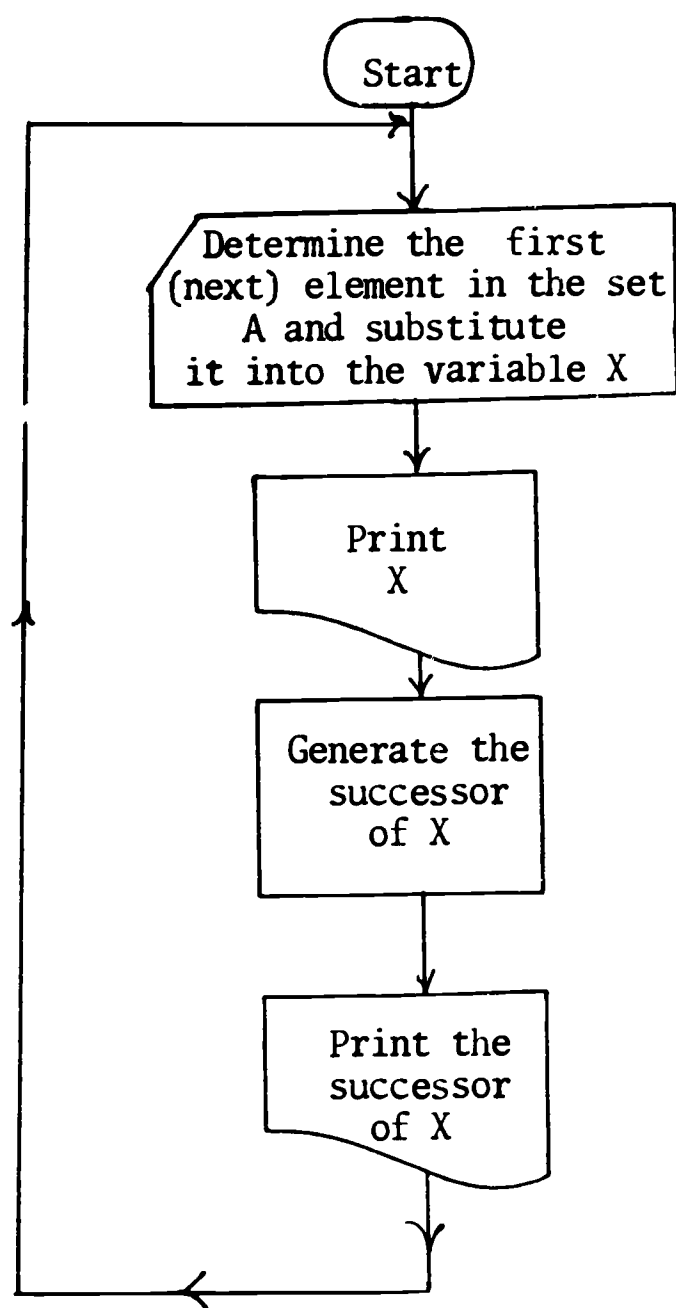 Start
Determine the first
(next) element in the set
A and substitute
it into the variable X
Print
X
Generate the
successor
of X
Print the
successor
of X